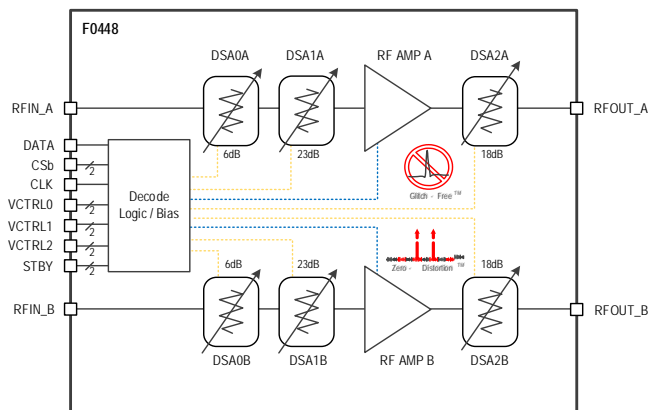 F0448
DSA0A
DSA1A
RF AMP A
DSA2A
RFIN_A
RFOUT_A
DATA
CSb
2
CLK
VCTRL0
2
VCTRL1
2
VCTRL2
2
STBY
2
Decode
Logic / Bias
6dB
23dB
18dB
Glitch - Free™
Zero - Distortion™
6dB
23dB
18dB
RFIN_B
RFOUT_B
DSA0B
DSA1B
RF AMP B
DSA2B